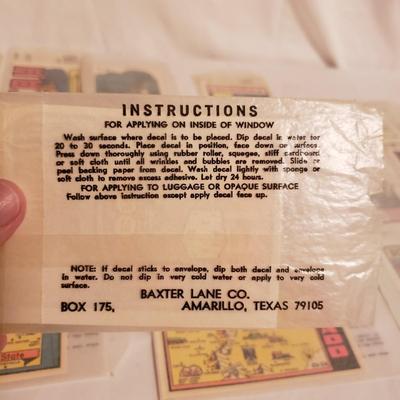 INSTRUCTIONS
FOR APPLYING ON INSIDE OF WINDOW
Wash surface where decal is to be placed. Dip decal in water for
20 to 30 seconds. Place decal in position, face down or surface.
Press down thoroughly using rubber roller, squegee, stiff cardboard
or soft cloth until all wrinkles and bubbles are removed. Slide or
peel backing paper from decal. Wash decal lightly with sponge or
soft cloth to remove excess adhesive. Let dry 24 hours.
FOR APPLYING TO LUGGAGE OR OPAQUE SURFACE
Follow above instruction except apply decal face up.
NOTE: If decal sticks to envelope, dip both decal and envelope
in water. Do not dip in very cold water or apply to very cold
surface.
BAXTER LANE CO.
BOX 175, AMARILLO, TEXAS 79105
State